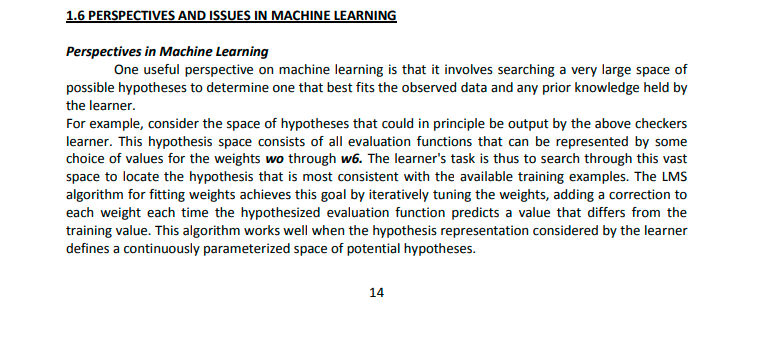 1.6 PERSPECTIVES AND ISSUES IN MACHINE LEARNING
Perspectives in Machine Learning
One useful perspective on machine learning is that it involves searching a very large space of
possible hypotheses to determine one that best fits the observed data and any prior knowledge held by
the learner.
For example, consider the space of hypotheses that could in principle be output by the above checkers
learner. This hypothesis space consists of all evaluation functions that can be represented by some
choice of values for the weights wo through w6. The learner's task is thus to search through this vast
space to locate the hypothesis that is most consistent with the available training examples. The LMS
algorithm for fitting weights achieves this goal by iteratively tuning the weights, adding a correction to
each weight each time the hypothesized evaluation function predicts a value that differs from the
training value. This algorithm works well when the hypothesis representation considered by the learner
defines a continuously parameterized space of potential hypotheses.
14